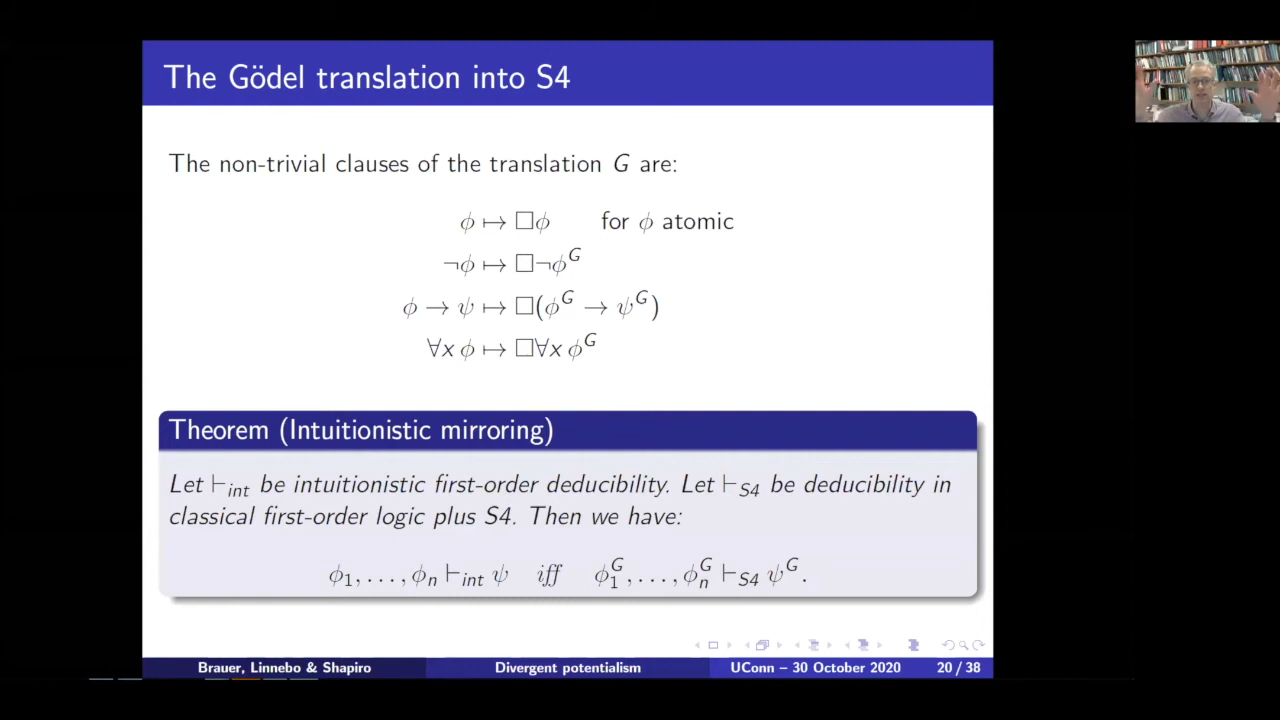 The Gödel translation into S4
The non-trivial clauses of the translation G are:
ϕ ↦ □ϕ for ϕ atomic
¬ϕ ↦ □¬ϕ^G
ϕ → ψ ↦ □(ϕ^G → ψ^G)
∀x ϕ ↦ □∀x ϕ^G
Theorem (Intuitionistic mirroring)
Let ⊢_int be intuitionistic first-order deducibility. Let ⊢_S4 be deducibility in
classical first-order logic plus S4. Then we have:
ϕ_1, . . . , ϕ_n ⊢_int ψ iff ϕ_1^G, . . . , ϕ_n^G ⊢_S4 ψ^G.
Brauer, Linnebo & Shapiro Divergent potentialism UConn – 30 October 2020 20 / 38